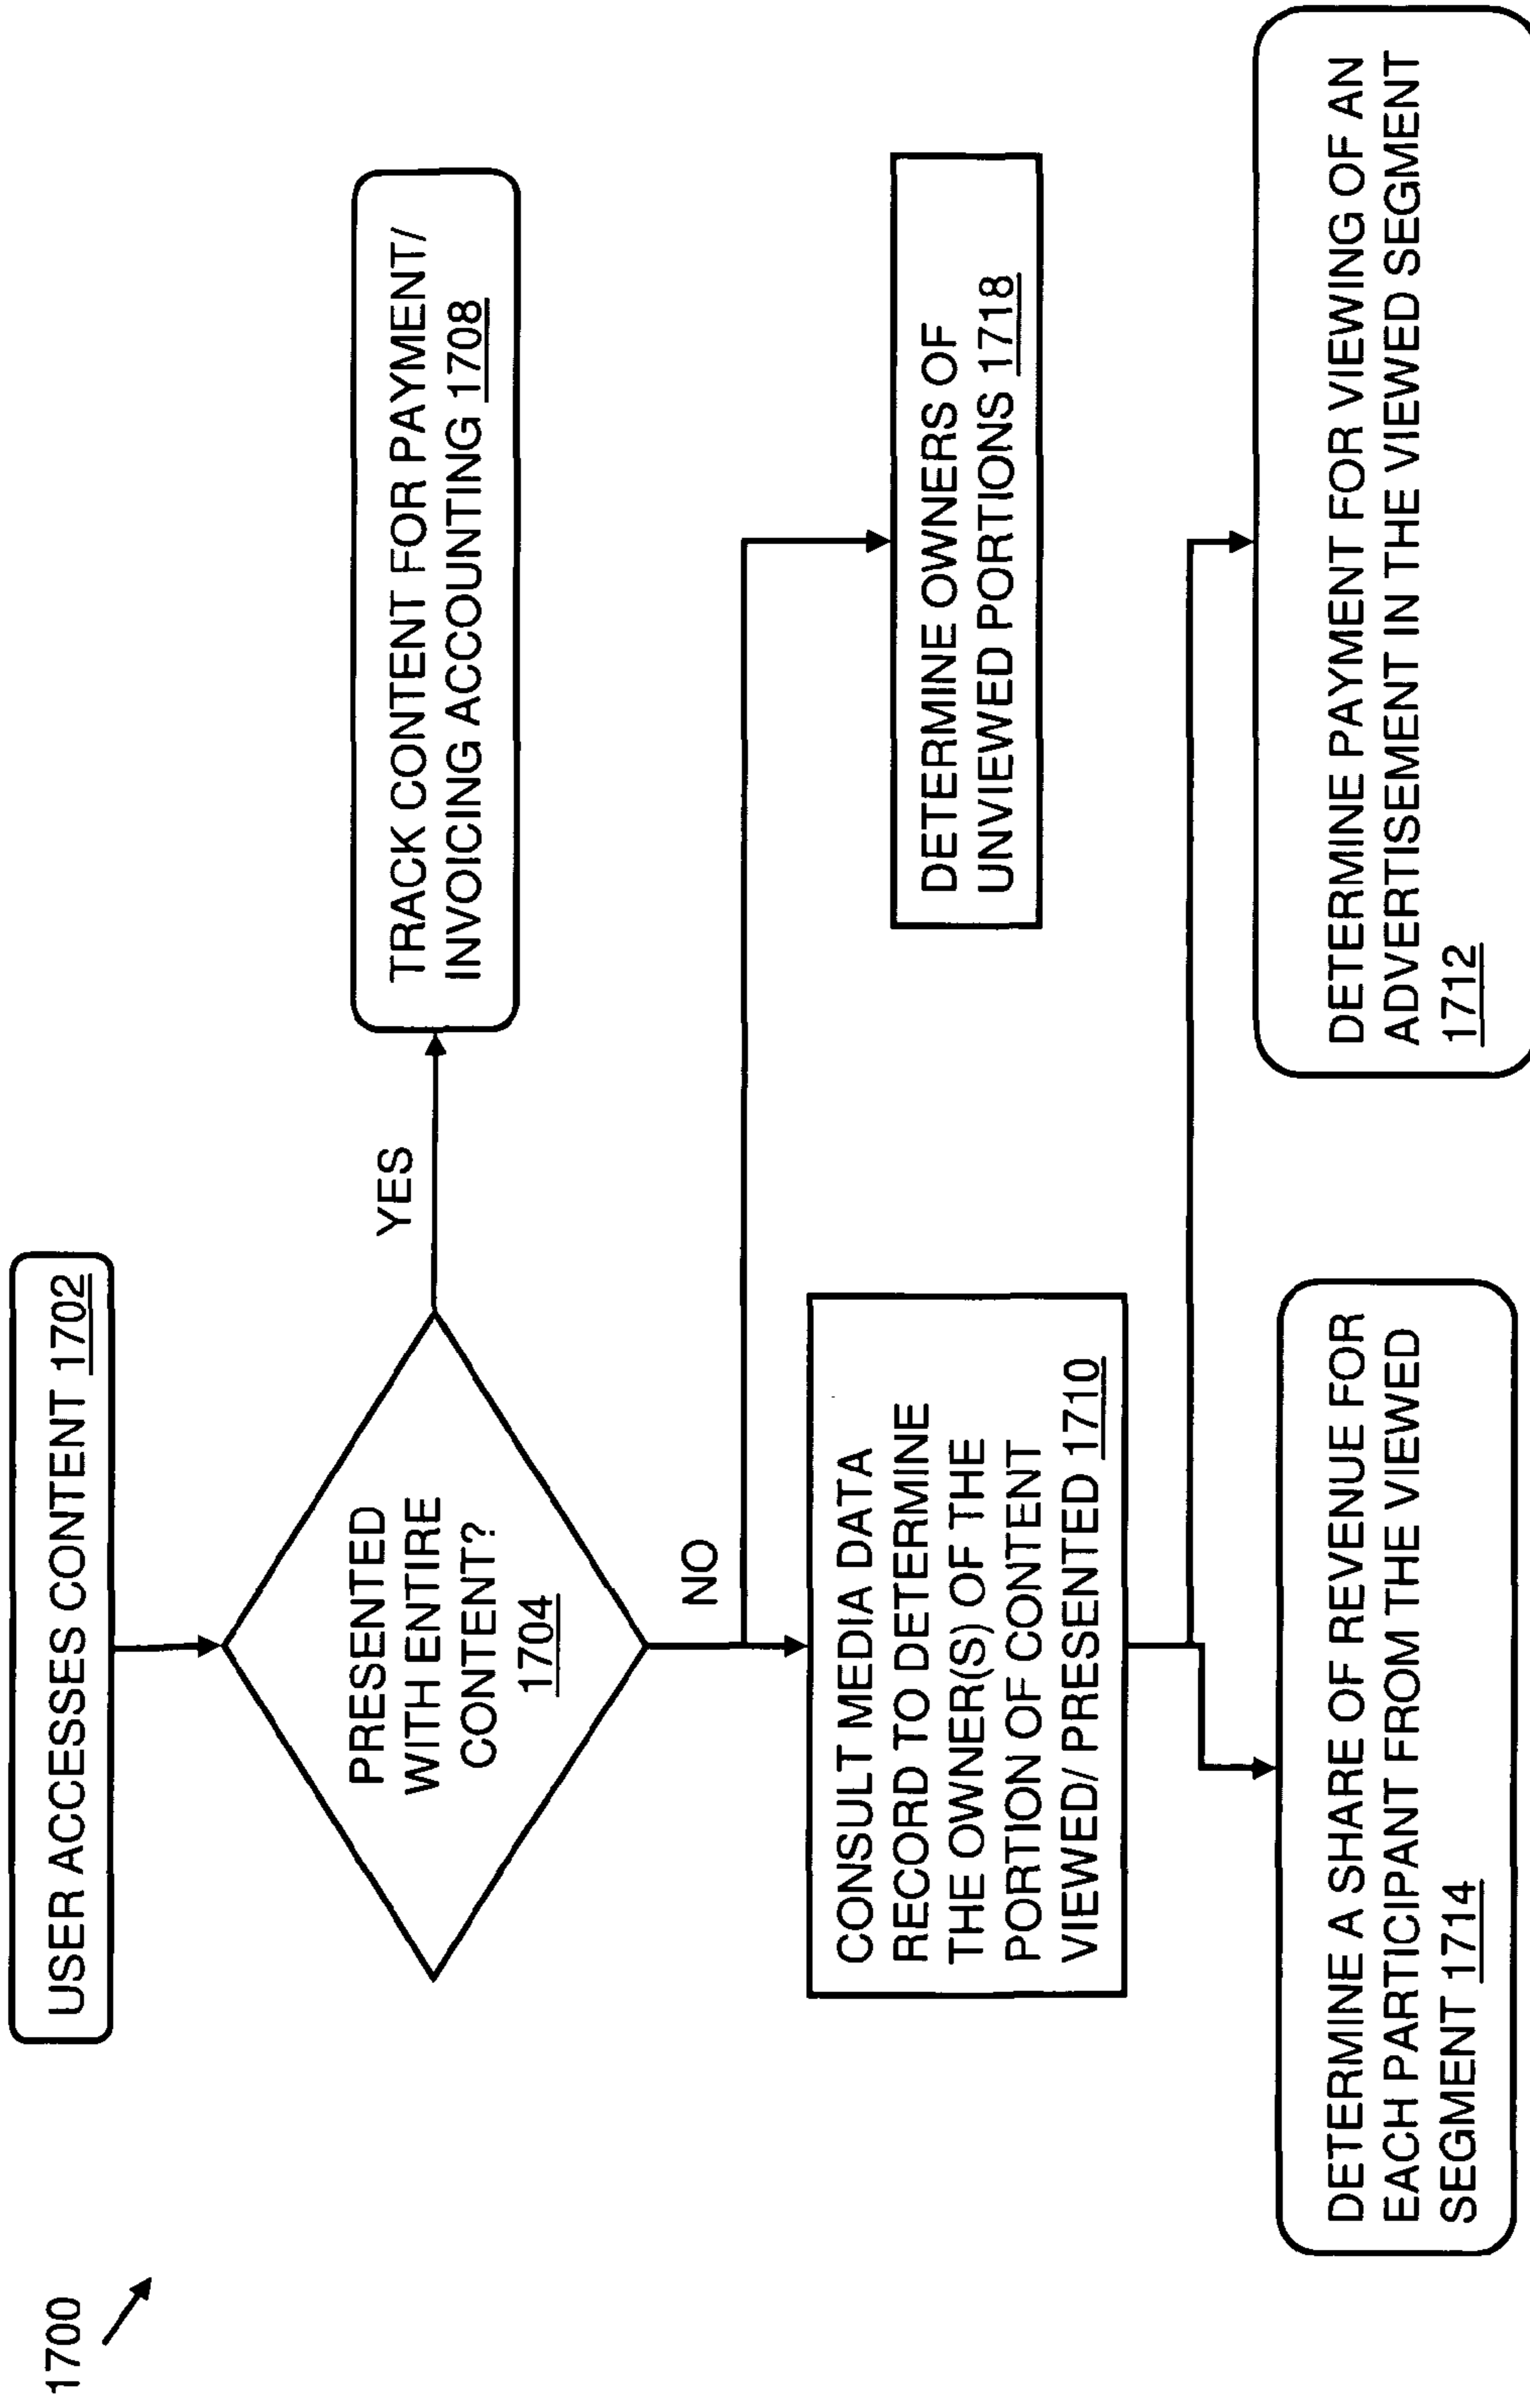 1700
USER ACCESSES CONTENT 1702
PRESENTED
WITH ENTIRE
CONTENT?
1704
YES
TRACK CONTENT FOR PAYMENT/
INVOICING ACCOUNTING 1708
NO
CONSULT MEDIA DATA
RECORD TO DETERMINE
THE OWNER(S) OF THE
PORTION OF CONTENT
VIEWED/ PRESENTED 1710
DETERMINE OWNERS OF
UNVIEWED PORTIONS 1718
DETERMINE A SHARE OF REVENUE FOR
EACH PARTICIPANT FROM THE VIEWED
SEGMENT 1714
DETERMINE PAYMENT FOR VIEWING OF AN
ADVERTISEMENT IN THE VIEWED SEGMENT
1712